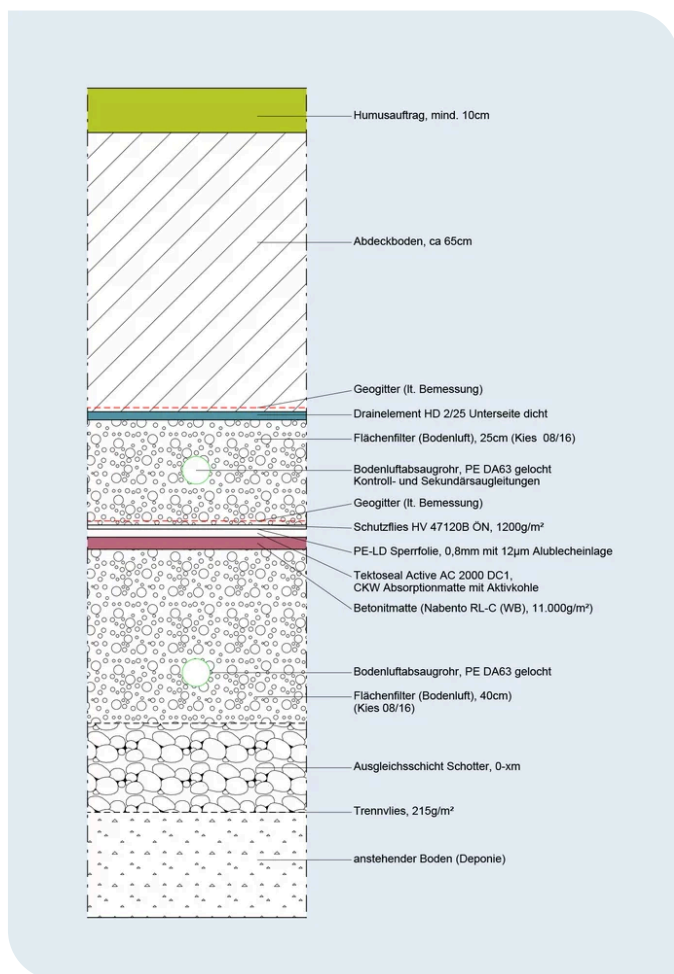 Humusauftrag, mind. 10cm
Abdeckboden, ca 65cm
Geogitter (lt. Bemessung)
Drainelement HD 2/25 Unterseite dicht
Flächenfilter (Bodenluft), 25cm (Kies 08/16)
Bodenluftabsaugrohr, PE DA63 gelocht
Kontroll- und Sekundärsaugleitungen
Geogitter (lt. Bemessung)
Schutzflies HV 47120B ÖN, 1200g/m²
PE-LD Sperrfolie, 0,8mm mit 12µm Alublecheinlage
Tektoseal Active AC 2000 DC1,
CKW Absorptionmatte mit Aktivkohle
Betonitmatte (Nabento RL-C (WB), 11.000g/m²)
Bodenluftabsaugrohr, PE DA63 gelocht
Flächenfilter (Bodenluft), 40cm)
(Kies 08/16)
Ausgleichsschicht Schotter, 0-xm
Trennvlies, 215g/m²
anstehender Boden (Deponie)